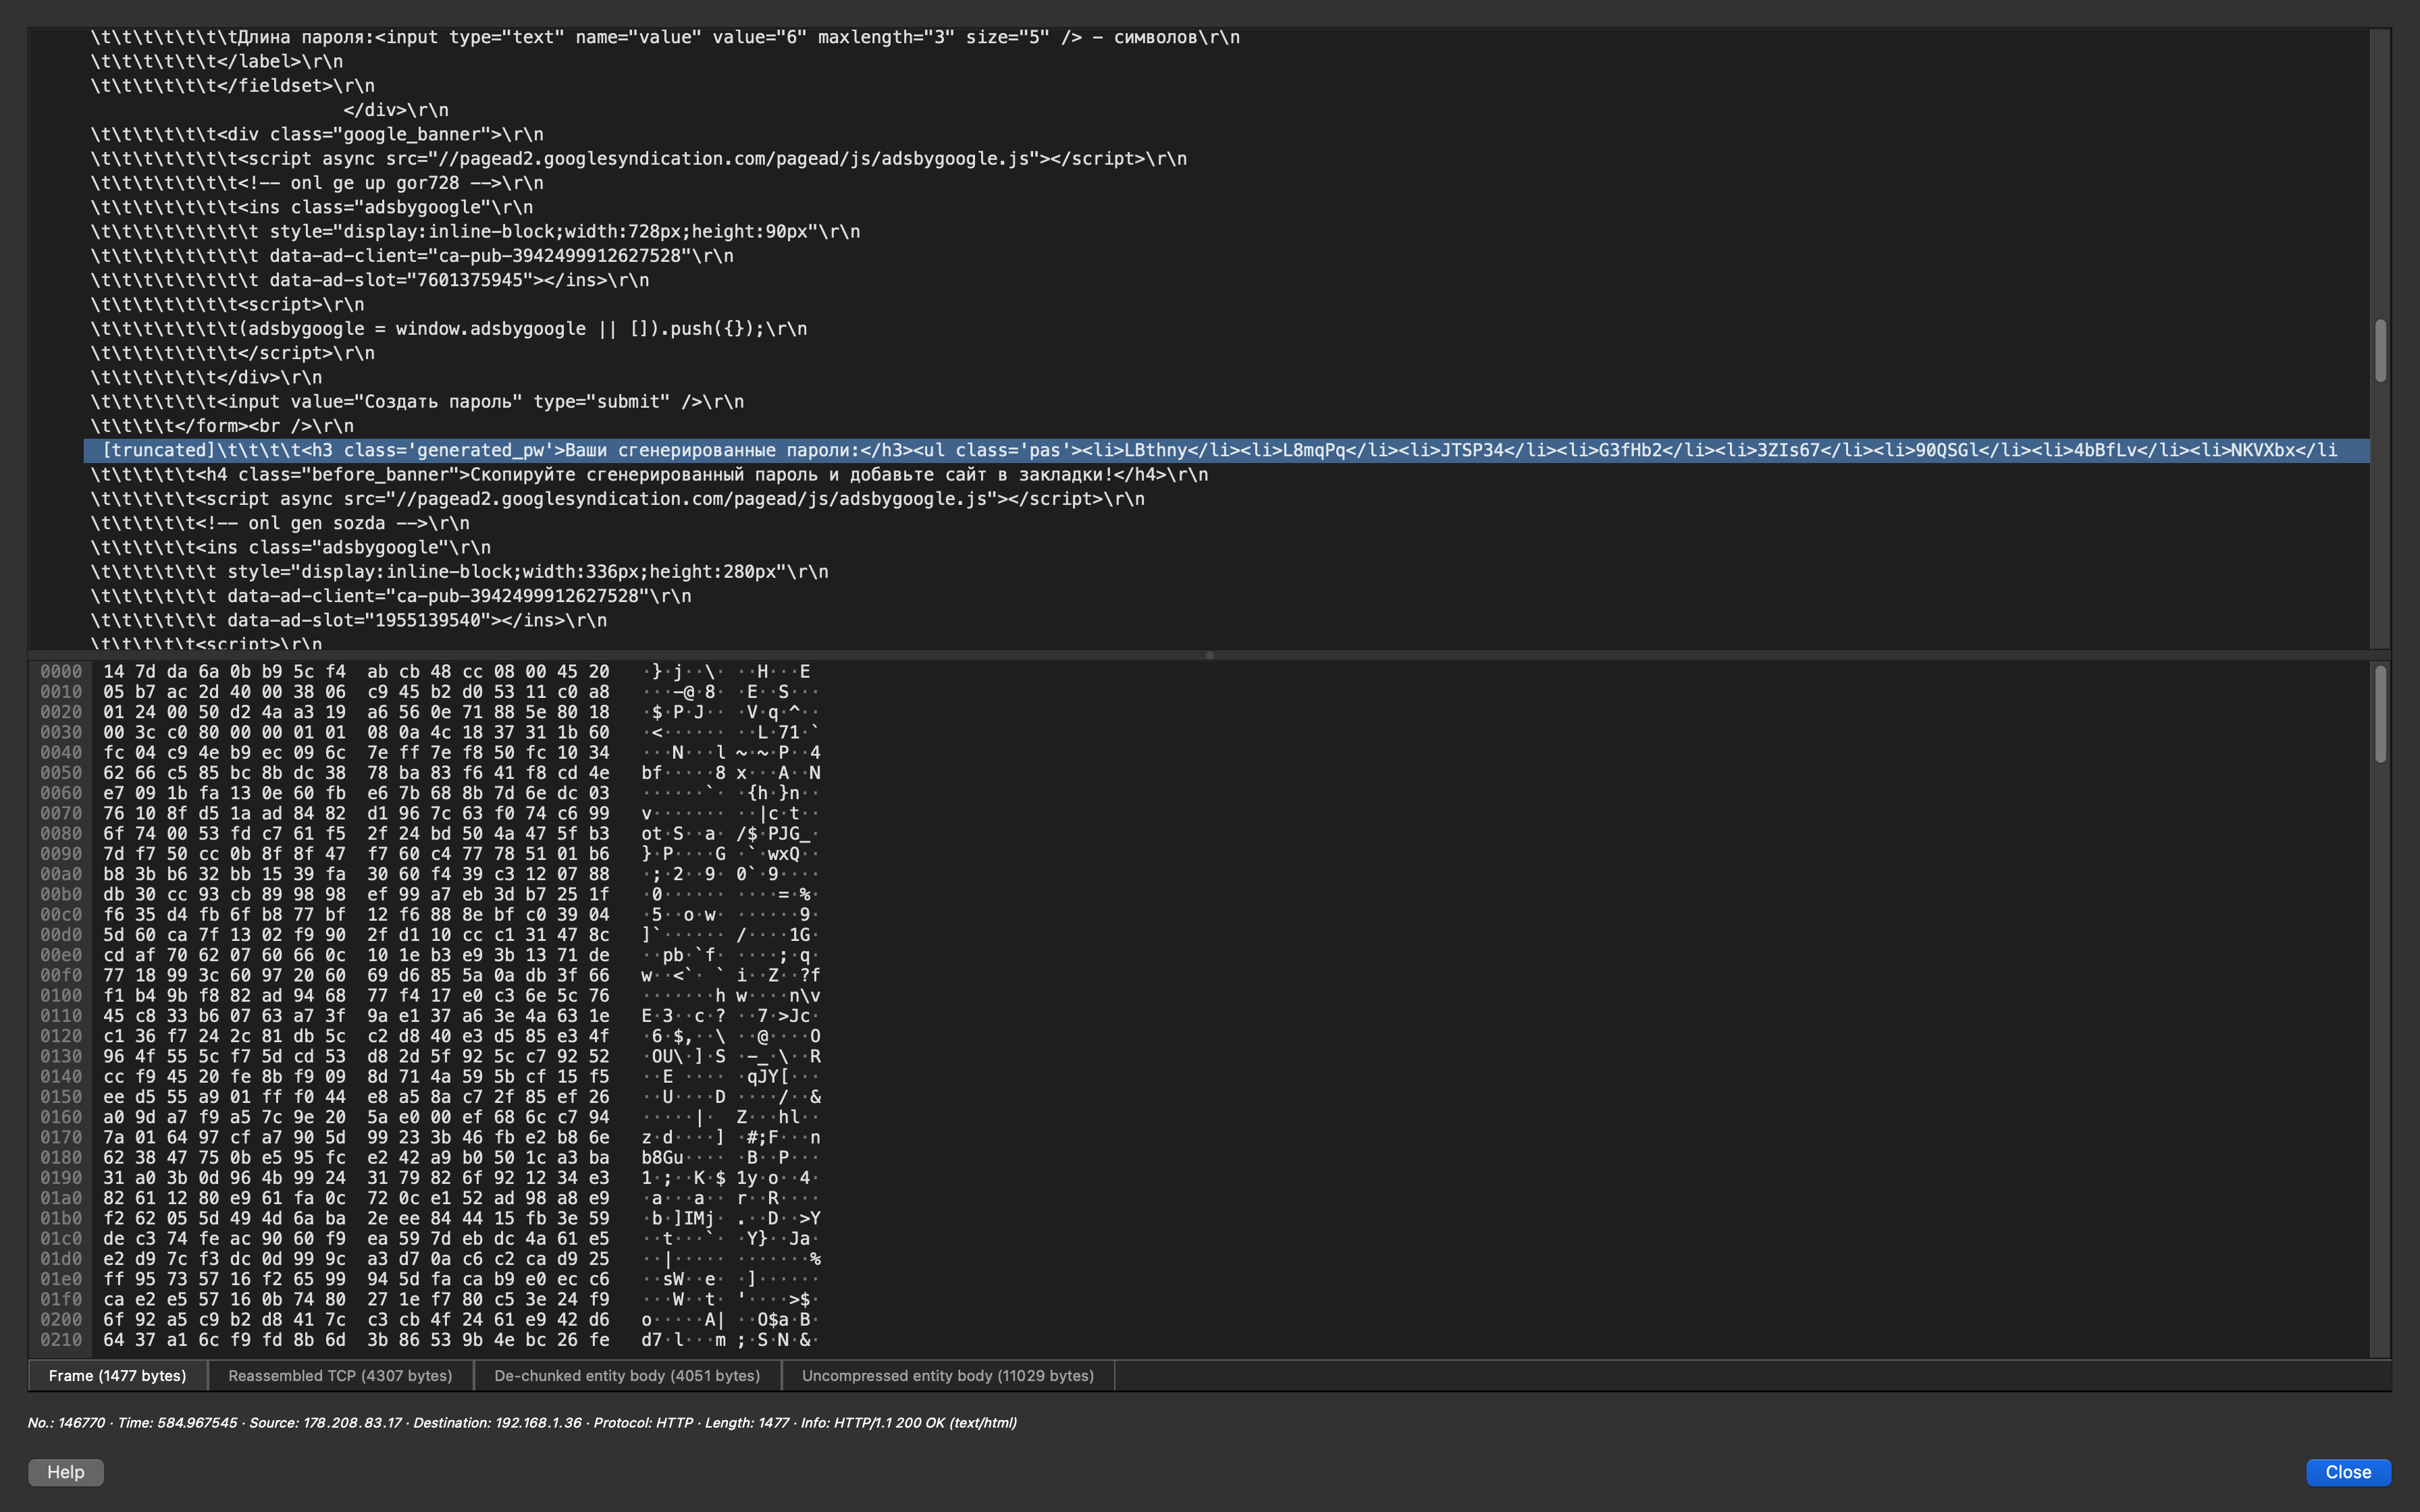 \t\t\t\t\t\t\tДлина пароля:<input type="text" name="value" value="6" maxlength="3" size="5" /> – символов\r\n
\t\t\t\t\t\t</label>\r\n
\t\t\t\t\t\t</fieldset>\r\n
</div>\r\n
\t\t\t\t\t\t<div class="google_banner">\r\n
\t\t\t\t\t\t\t<script async src="//pagead2.googlesyndication.com/pagead/js/adsbygoogle.js"></script>\r\n
\t\t\t\t\t\t\t<!-- onl ge up gor728 -->\r\n
\t\t\t\t\t\t\t<ins class="adsbygoogle"\r\n
\t\t\t\t\t\t\t\t style="display:inline-block;width:728px;height:90px"\r\n
\t\t\t\t\t\t\t\t data-ad-client="ca-pub-3942499912627528"\r\n
\t\t\t\t\t\t\t\t data-ad-slot="7601375945"></ins>\r\n
\t\t\t\t\t\t\t<script>\r\n
\t\t\t\t\t\t\t(adsbygoogle = window.adsbygoogle || []).push({});\r\n
\t\t\t\t\t\t\t</script>\r\n
\t\t\t\t\t\t</div>\r\n
\t\t\t\t\t\t<input value="Создать пароль" type="submit" />\r\n
\t\t\t\t</form><br />\r\n
[truncated]\t\t\t\t<h3 class='generated_pw'>Ваши сгенерированные пароли:</h3><ul class='pas'><li>LBthny</li><li>L8mqPq</li><li>JTSP34</li><li>G3fHb2</li><li>3ZIs67</li><li>90QSGl</li><li>4bBfLv</li><li>NKVXbx</li
\t\t\t\t\t<h4 class="before_banner">Скопируйте сгенерированный пароль и добавьте сайт в закладки!</h4>\r\n
\t\t\t\t\t<script async src="//pagead2.googlesyndication.com/pagead/js/adsbygoogle.js"></script>\r\n
\t\t\t\t\t<!-- onl gen sozda -->\r\n
\t\t\t\t\t<ins class="adsbygoogle"\r\n
\t\t\t\t\t\t style="display:inline-block;width:336px;height:280px"\r\n
\t\t\t\t\t\t data-ad-client="ca-pub-3942499912627528"\r\n
\t\t\t\t\t\t data-ad-slot="1955139540"></ins>\r\n
\t\t\t\t\t<script>\r\n
0000 14 7d da 6a 0b b9 5c f4 ab cb 48 cc 08 00 45 20 ·}·j··\· ··H···E
0010 05 b7 ac 2d 40 00 38 06 c9 45 b2 d0 53 11 c0 a8 ···-@·8· ·E··S···
0020 01 24 00 50 d2 4a a3 19 a6 56 0e 71 88 5e 80 18 ·$·P·J·· ·V·q·^··
0030 00 3c c0 80 00 00 01 01 08 0a 4c 18 37 31 1b 60 ·<······ ··L·71·`
0040 fc 04 c9 4e b9 ec 09 6c 7e ff 7e f8 50 fc 10 34 ···N···l ~·~·P··4
0050 62 66 c5 85 bc 8b dc 38 78 ba 83 f6 41 f8 cd 4e bf·····8 x···A··N
0060 e7 09 1b fa 13 0e 60 fb e6 7b 68 8b 7d 6e dc 03 ······`· ·{h·}n··
0070 76 10 8f d5 1a ad 84 82 d1 96 7c 63 f0 74 c6 99 v······· ··|c·t··
0080 6f 74 00 53 fd c7 61 f5 2f 24 bd 50 4a 47 5f b3 ot·S··a· /$·PJG_·
0090 7d f7 50 cc 0b 8f 8f 47 f7 60 c4 77 78 51 01 b6 }·P····G ·`·wxQ··
00a0 b8 3b b6 32 bb 15 39 fa 30 60 f4 39 c3 12 07 88 ·;·2··9· 0`·9····
00b0 db 30 cc 93 cb 89 98 98 ef 99 a7 eb 3d b7 25 1f ·0······ ····=·%·
00c0 f6 35 d4 fb 6f b8 77 bf 12 f6 88 8e bf c0 39 04 ·5··o·w· ······9·
00d0 5d 60 ca 7f 13 02 f9 90 2f d1 10 cc c1 31 47 8c ]`······ /····1G·
00e0 cd af 70 62 07 60 66 0c 10 1e b3 e9 3b 13 71 de ··pb·`f· ····;·q·
00f0 77 18 99 3c 60 97 20 60 69 d6 85 5a 0a db 3f 66 w··<`· ` i··Z··?f
0100 f1 b4 9b f8 82 ad 94 68 77 f4 17 e0 c3 6e 5c 76 ·······h w····n\v
0110 45 c8 33 b6 07 63 a7 3f 9a e1 37 a6 3e 4a 63 1e E·3··c·? ··7·>Jc·
0120 c1 36 f7 24 2c 81 db 5c c2 d8 40 e3 d5 85 e3 4f ·6·$,··\ ··@····O
0130 96 4f 55 5c f7 5d cd 53 d8 2d 5f 92 5c c7 92 52 ·OU\·]·S ·-_·\··R
0140 cc f9 45 20 fe 8b f9 09 8d 71 4a 59 5b cf 15 f5 ··E ···· ·qJY[···
0150 ee d5 55 a9 01 ff f0 44 e8 a5 8a c7 2f 85 ef 26 ··U····D ····/··&
0160 a0 9d a7 f9 a5 7c 9e 20 5a e0 00 ef 68 6c c7 94 ·····|·  Z···hl··
0170 7a 01 64 97 cf a7 90 5d 99 23 3b 46 fb e2 b8 6e z·d····] ·#;F···n
0180 62 38 47 75 0b e5 95 fc e2 42 a9 b0 50 1c a3 ba b8Gu···· ·B··P···
0190 31 a0 3b 0d 96 4b 99 24 31 79 82 6f 92 12 34 e3 1·;··K·$ 1y·o··4·
01a0 82 61 12 80 e9 61 fa 0c 72 0c e1 52 ad 98 a8 e9 ·a···a·· r··R····
01b0 f2 62 05 5d 49 4d 6a ba 2e ee 84 44 15 fb 3e 59 ·b·]IMj· .··D··>Y
01c0 de c3 74 fe ac 90 60 f9 ea 59 7d eb dc 4a 61 e5 ··t···`· ·Y}··Ja·
01d0 e2 d9 7c f3 dc 0d 99 9c a3 d7 0a c6 c2 ca d9 25 ··|····· ·······%
01e0 ff 95 73 57 16 f2 65 99 94 5d fa ca b9 e0 ec c6 ··sW··e· ·]······
01f0 ca e2 e5 57 16 0b 74 80 27 1e f7 80 c5 3e 24 f9 ···W··t· '····>$·
0200 6f 92 a5 c9 b2 d8 41 7c c3 cb 4f 24 61 e9 42 d6 o·····A| ··O$a·B·
0210 64 37 a1 6c f9 fd 8b 6d 3b 86 53 9b 4e bc 26 fe d7·l···m ;·S·N·&·
Frame (1477 bytes) Reassembled TCP (4307 bytes) De-chunked entity body (4051 bytes) Uncompressed entity body (11029 bytes)
No.: 146770 · Time: 584.967545 · Source: 178.208.83.17 · Destination: 192.168.1.36 · Protocol: HTTP · Length: 1477 · Info: HTTP/1.1 200 OK (text/html)
Help Close